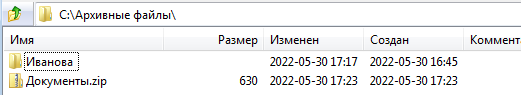 C:\Архивные файлы\
Имя Размер Изменен Создан Коммента
Иванова 2022-05-30 17:17 2022-05-30 16:45
Документы.zip 630 2022-05-30 17:23 2022-05-30 17:23